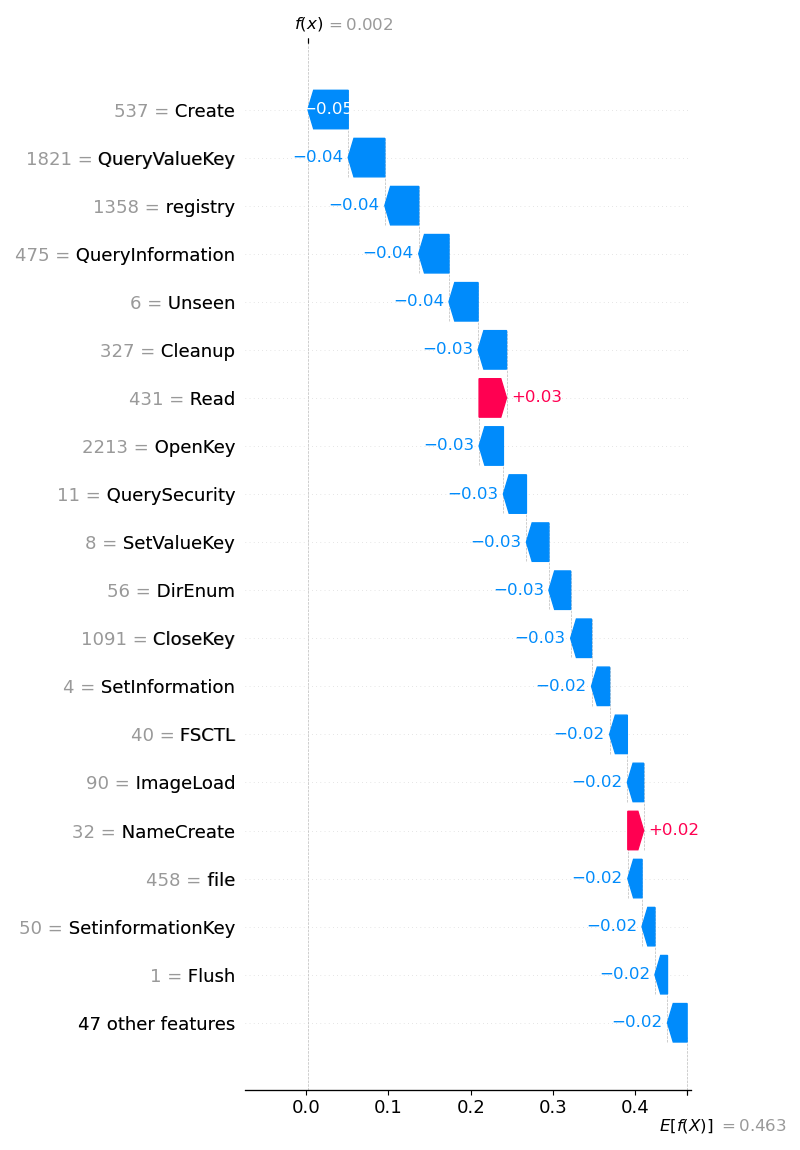 f(x) = 0.002
537 = Create
−0.05
1821 = QueryValueKey
−0.04
1358 = registry
−0.04
475 = QueryInformation
−0.04
6 = Unseen
−0.04
327 = Cleanup
−0.03
431 = Read
+0.03
2213 = OpenKey
−0.03
11 = QuerySecurity
−0.03
8 = SetValueKey
−0.03
56 = DirEnum
−0.03
1091 = CloseKey
−0.03
4 = SetInformation
−0.02
40 = FSCTL
−0.02
90 = ImageLoad
−0.02
32 = NameCreate
+0.02
458 = file
−0.02
50 = SetinformationKey
−0.02
1 = Flush
−0.02
47 other features
−0.02
0.0 0.1 0.2 0.3 0.4
E[f(X)] = 0.463